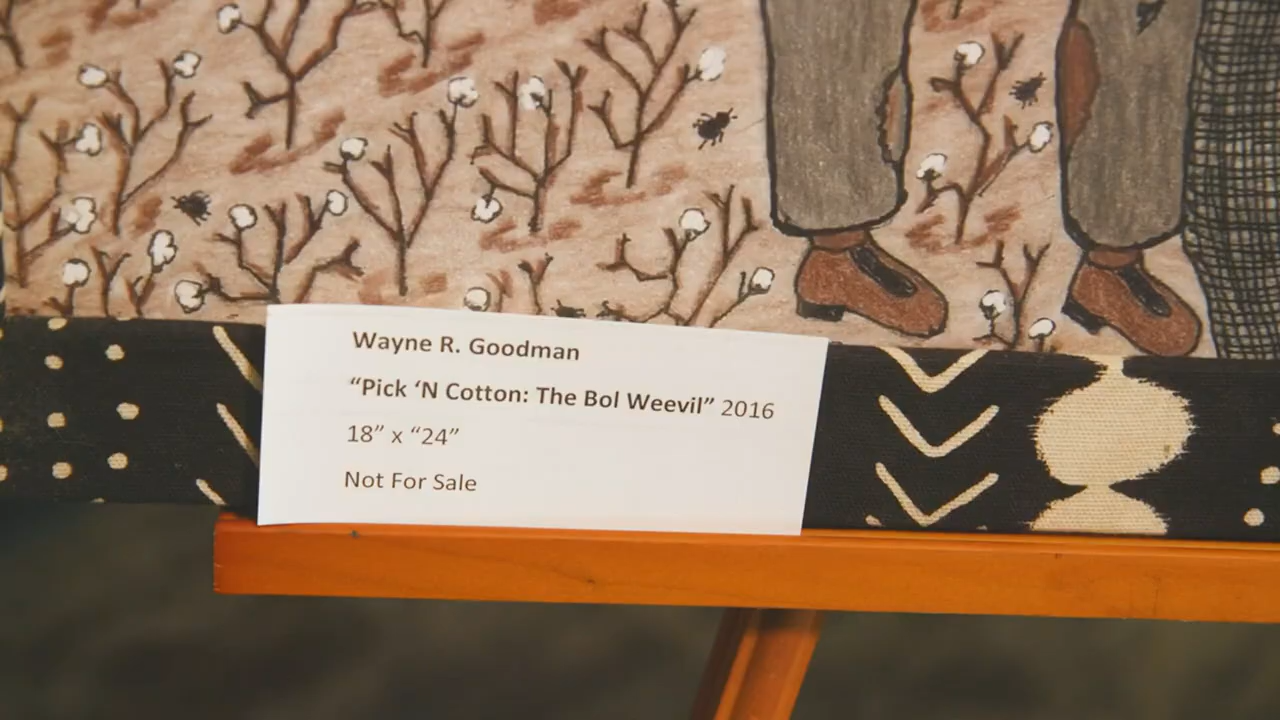 Wayne R. Goodman
“Pick ‘N Cotton: The Bol Weevil” 2016
18” x “24”
Not For Sale